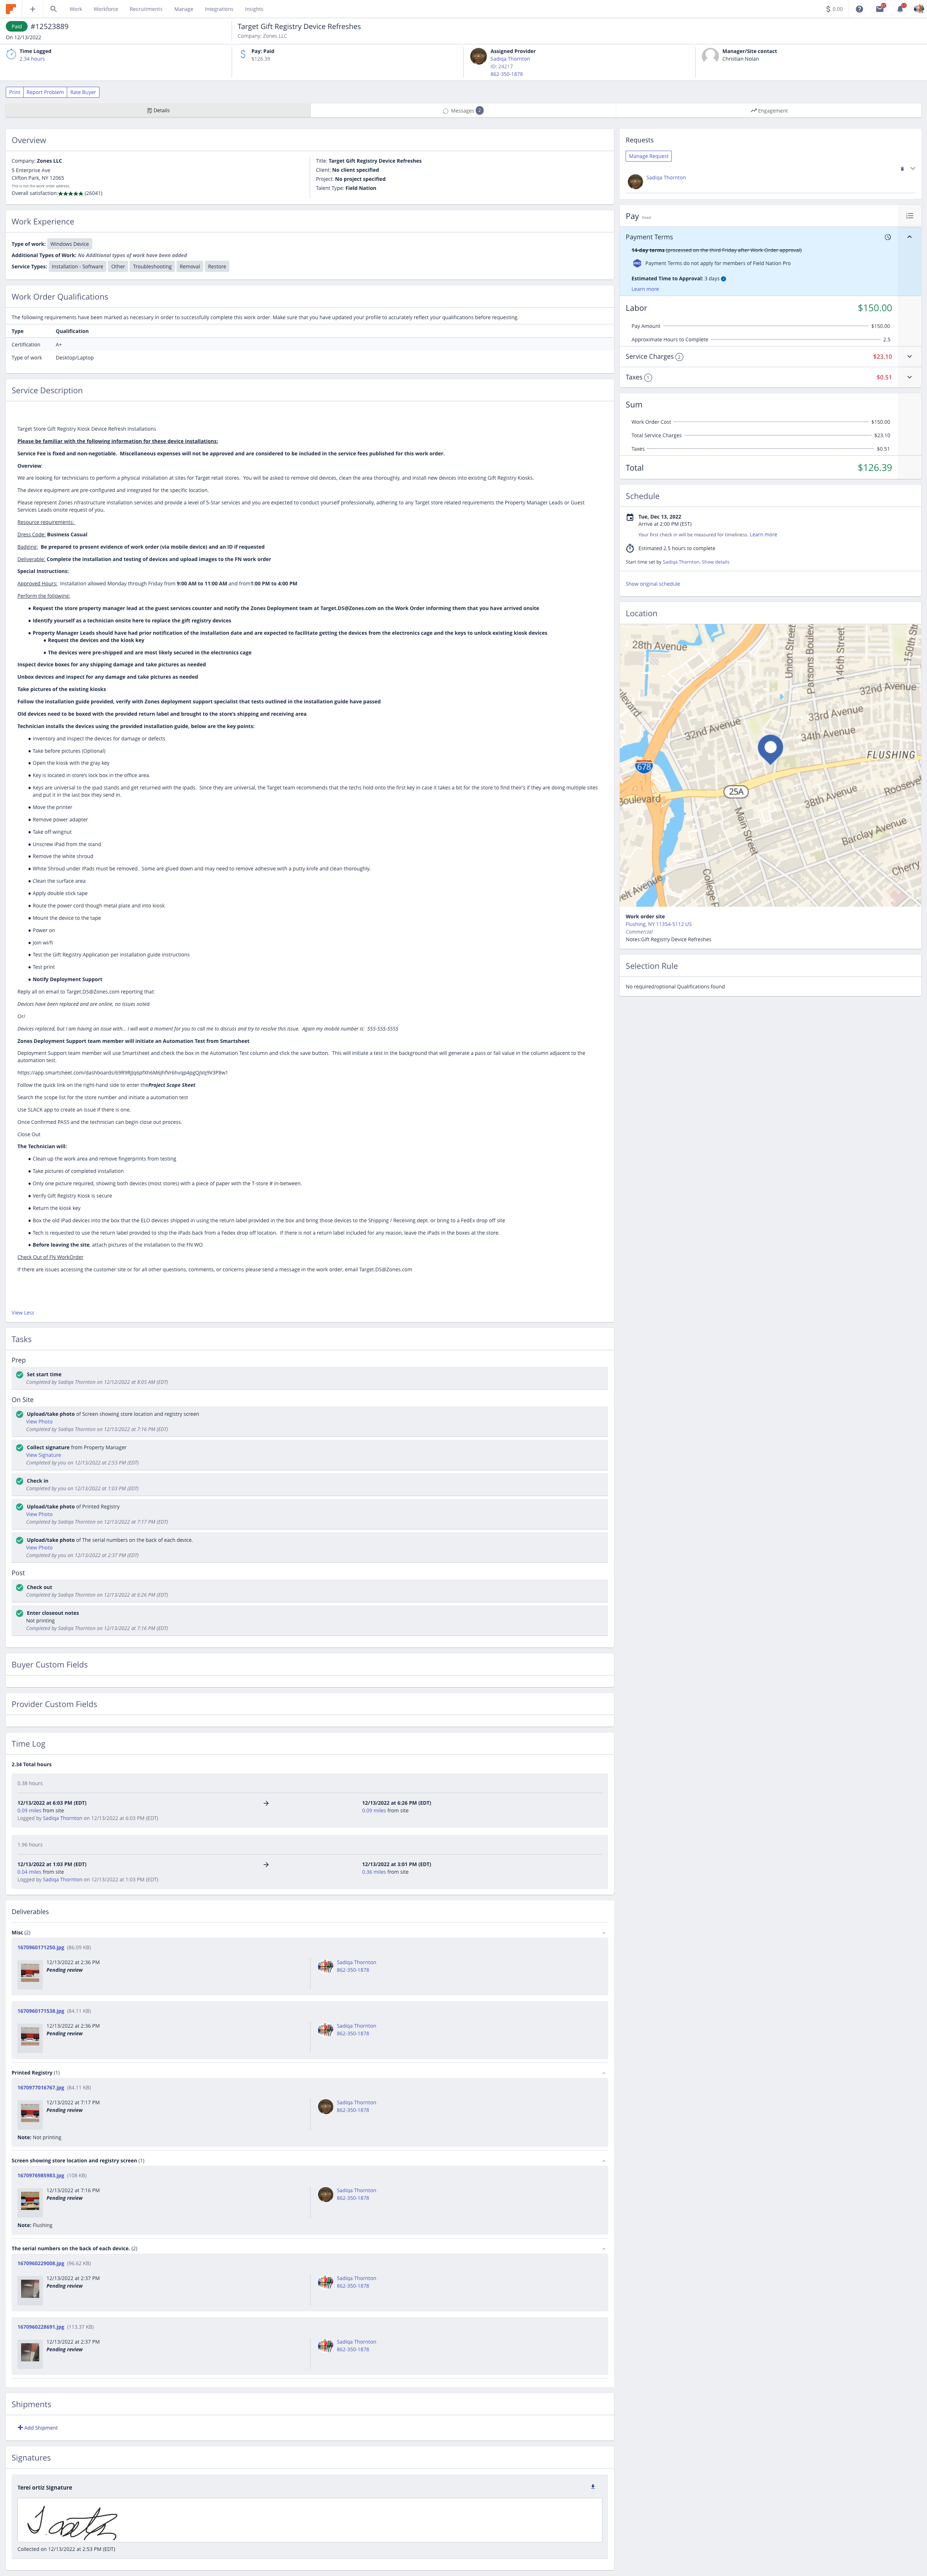 Work
Workforce
Recruitments
Manage
Integrations
Insights
$ 0.00
Paid #12523889
On 12/13/2022
Target Gift Registry Device Refreshes
Company: Zones LLC
Time Logged
2.34 hours
Pay: Paid
$126.39
Assigned Provider
Sadiqa Thornton
ID: 24217
862-350-1878
Manager/Site contact
Christian Nolan
Print
Report Problem
Rate Buyer
Details
Messages 2
Engagement
Overview
Company: Zones LLC
5 Enterprise Ave
Clifton Park, NY 12065
This is not the work order address.
Overall satisfaction: ★★★★★ (26041)
Title: Target Gift Registry Device Refreshes
Client: No client specified
Project: No project specified
Talent Type: Field Nation
Work Experience
Type of work: Windows Device
Additional Types of Work: No Additional types of work have been added
Service Types: Installation - Software Other Troubleshooting Removal Restore
Work Order Qualifications
The following requirements have been marked as necessary in order to successfully complete this work order. Make sure that you have updated your profile to accurately reflect your qualifications before requesting.
Type Qualification
Certification A+
Type of work Desktop/Laptop
Service Description
Target Store Gift Registry Kiosk Device Refresh Installations
Please be familiar with the following information for these device installations:
Service Fee is fixed and non-negotiable. Miscellaneous expenses will not be approved and are considered to be included in the service fees published for this work order.
Overview:
We are looking for technicians to perform a physical installation at sites for Target retail stores. You will be asked to removed old devices, clean the area thoroughly, and install new devices into existing Gift Registry Kiosks.
The device equipment are pre-configured and integrated for the specific location.
Please represent Zones nfrastructure installation services and provide a level of 5-Star services and you are expected to conduct yourself professionally, adhering to any Target store related requirements the Property Manager Leads or Guest
Services Leads onsite request of you.
Resource requirements:
Dress Code: Business Casual
Badging: Be prepared to present evidence of work order (via mobile device) and an ID if requested
Deliverable: Complete the installation and testing of devices and upload images to the FN work order
Special Instructions:
Approved Hours: Installation allowed Monday through Friday from 9:00 AM to 11:00 AM and from1:00 PM to 4:00 PM
Perform the following:
● Request the store property manager lead at the guest services counter and notify the Zones Deployment team at Target.DS@Zones.com on the Work Order informing them that you have arrived onsite
● Identify yourself as a technician onsite here to replace the gift registry devices
● Property Manager Leads should have had prior notification of the installation date and are expected to facilitate getting the devices from the electronics cage and the keys to unlock existing kiosk devices
● Request the devices and the kiosk key
● The devices were pre-shipped and are most likely secured in the electronics cage
Inspect device boxes for any shipping damage and take pictures as needed
Unbox devices and inspect for any damage and take pictures as needed
Take pictures of the existing kiosks
Follow the installation guide provided, verify with Zones deployment support specialist that tests outlined in the installation guide have passed
Old devices need to be boxed with the provided return label and brought to the store's shipping and receiving area
Technician installs the devices using the provided installation guide, below are the key points:
● Inventory and inspect the devices for damage or defects
● Take before pictures (Optional)
● Open the kiosk with the gray key
● Key is located in store's lock box in the office area.
● Keys are universal to the ipad stands and get returned with the ipads. Since they are universal, the Target team recommends that the techs hold onto the first key in case it takes a bit for the store to find their's if they are doing multiple sites
and put it in the last box they send in.
● Move the printer
● Remove power adapter
● Take off wingnut
● Unscrew iPad from the stand
● Remove the white shroud
● White Shroud under iPads must be removed. Some are glued down and may need to remove adhesive with a putty knife and clean thoroughly.
● Clean the surface area
● Apply double stick tape
● Route the power cord though metal plate and into kiosk
● Mount the device to the tape
● Power on
● Join wi/fi
● Test the Gift Registry Application per installation guide instructions
● Test print
● Notify Deployment Support
Reply all on email to Target.DS@Zones.com reporting that:
Devices have been replaced and are online, no issues noted.
Or/
Devices replaced, but I am having an issue with... I will wait a moment for you to call me to discuss and try to resolve this issue. Again my mobile number is: 555-555-5555
Zones Deployment Support team member will initiate an Automation Test from Smartsheet
Deployment Support team member will use Smartsheet and check the box in the Automation Test column and click the save button. This will initiate a test in the background that will generate a pass or fail value in the column adjacent to the
automation test.
Follow the quick link on the right-hand side to enter theProject Scope Sheet
Search the scope list for the store number and initiate a automation test
Use SLACK app to create an issue if there is one.
Once Confirmed PASS and the technician can begin close out process.
Close Out
The Technician will:
● Clean up the work area and remove fingerprints from testing
● Take pictures of completed installation
● Only one picture required, showing both devices (most stores) with a piece of paper with the T-store # in-between.
● Verify Gift Registry Kiosk is secure
● Return the kiosk key
● Box the old iPad devices into the box that the ELO devices shipped in using the return label provided in the box and bring those devices to the Shipping / Receiving dept. or bring to a FedEx drop off site
● Tech is requested to use the return label provided to ship the iPads back from a Fedex drop off location. If there is not a return label included for any reason, leave the iPads in the boxes at the store.
● Before leaving the site, attach pictures of the installation to the FN WO
Check Out of FN WorkOrder
If there are issues accessing the customer site or for all other questions, comments, or concerns please send a message in the work order, email Target.DS@Zones.com
View Less
Tasks
Prep
Set start time
Completed by Sadiqa Thornton on 12/12/2022 at 8:05 AM (EDT)
On Site
Upload/take photo of Screen showing store location and registry screen
View Photo
Completed by Sadiqa Thornton on 12/13/2022 at 7:16 PM (EDT)
Collect signature from Property Manager
View Signature
Completed by you on 12/13/2022 at 2:53 PM (EDT)
Check in
Completed by you on 12/13/2022 at 1:03 PM (EDT)
Upload/take photo of Printed Registry
View Photo
Completed by Sadiqa Thornton on 12/13/2022 at 7:17 PM (EDT)
Upload/take photo of The serial numbers on the back of each device.
View Photo
Completed by you on 12/13/2022 at 2:37 PM (EDT)
Post
Check out
Completed by Sadiqa Thornton on 12/13/2022 at 6:26 PM (EDT)
Enter closeout notes
Not printing
Completed by Sadiqa Thornton on 12/13/2022 at 7:16 PM (EDT)
Buyer Custom Fields
Provider Custom Fields
Time Log
2.34 Total hours
0.38 hours
12/13/2022 at 6:03 PM (EDT)
0.09 miles from site
Logged by Sadiqa Thornton on 12/13/2022 at 6:03 PM (EDT)
12/13/2022 at 6:26 PM (EDT)
0.09 miles from site
1.96 hours
12/13/2022 at 1:03 PM (EDT)
0.04 miles from site
Logged by Sadiqa Thornton on 12/13/2022 at 1:03 PM (EDT)
12/13/2022 at 3:01 PM (EDT)
0.36 miles from site
Deliverables
Misc (2)
1670960171250.jpg (86.09 KB)
12/13/2022 at 2:36 PM
Pending review
Sadiqa Thornton
862-350-1878
1670960171538.jpg (84.11 KB)
12/13/2022 at 2:36 PM
Pending review
Sadiqa Thornton
862-350-1878
Printed Registry (1)
1670977016767.jpg (84.11 KB)
12/13/2022 at 7:17 PM
Pending review
Sadiqa Thornton
862-350-1878
Note: Not printing
Screen showing store location and registry screen (1)
1670976985983.jpg (108 KB)
12/13/2022 at 7:16 PM
Pending review
Sadiqa Thornton
862-350-1878
Note: Flushing
The serial numbers on the back of each device. (2)
1670960229008.jpg (96.62 KB)
12/13/2022 at 2:37 PM
Pending review
Sadiqa Thornton
862-350-1878
1670960228691.jpg (113.37 KB)
12/13/2022 at 2:37 PM
Pending review
Sadiqa Thornton
862-350-1878
Shipments
Add Shipment
Signatures
Terel ortiz Signature
Collected on 12/13/2022 at 2:53 PM (EDT)
Requests
Manage Request
Sadiqa Thornton
Pay Fixed
Payment Terms
14-day terms (processed on the third Friday after Work Order approval)
Payment Terms do not apply for members of Field Nation Pro
Estimated Time to Approval: 3 days
Learn more
Labor $150.00
Pay Amount $150.00
Approximate Hours to Complete 2.5
Service Charges 2 $23.10
Taxes 1 $0.51
Sum
Work Order Cost $150.00
Total Service Charges $23.10
Taxes $0.51
Total $126.39
Schedule
Tue, Dec 13, 2022
Arrive at 2:00 PM (EST)
Your first check in will be measured for timeliness. Learn more
Estimated 2.5 hours to complete
Start time set by Sadiqa Thornton. Show details
Show original schedule
Location
28th Avenue
Union Street
Parsons Boulevard
146th Street
150th St
32nd Avenue
33rd Avenue
34th Avenue
32nd Avenue
FLUSHING
678
25A
Boulevard
38th Avenue
Roosev
Main Street
Barclay Avenue
Cherry
College P
velt Avenue
Work order site
Flushing, NY 11354-5112 US
Commercial
Notes:Gift Registry Device Refreshes
Selection Rule
No required/optional Qualifications found